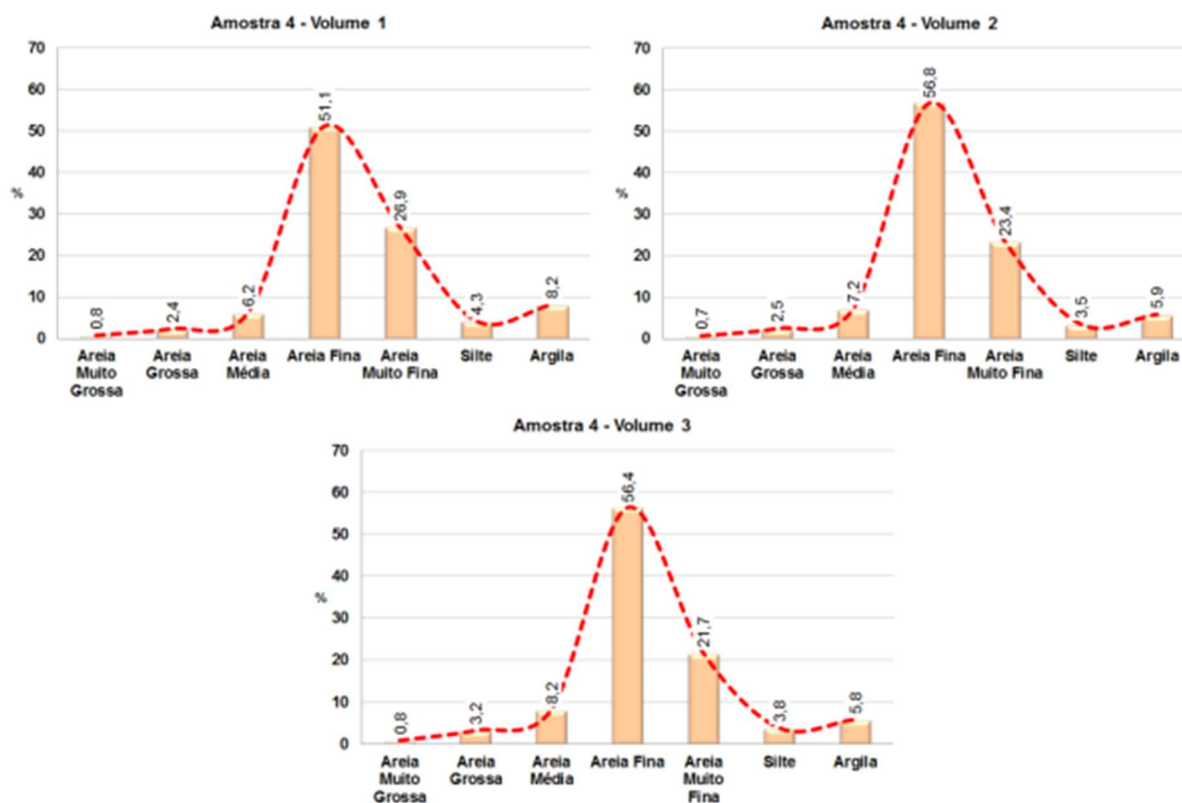 Amostra 4 - Volume 1
70
60
50
40
30
20
10
0
%
0,8
2,4
6,2
51,1
26,9
4,3
8,2
Areia Muito Grossa
Areia Grossa
Areia Média
Areia Fina
Areia Muito Fina
Silte
Argila
Amostra 4 - Volume 2
70
60
50
40
30
20
10
0
%
0,7
2,5
7,2
56,8
23,4
3,5
5,9
Areia Muito Grossa
Areia Grossa
Areia Média
Areia Fina
Areia Muito Fina
Silte
Argila
Amostra 4 - Volume 3
70
60
50
40
30
20
10
0
%
0,8
3,2
8,2
56,4
21,7
3,8
5,8
Areia Muito Grossa
Areia Grossa
Areia Média
Areia Fina
Areia Muito Fina
Silte
Argila